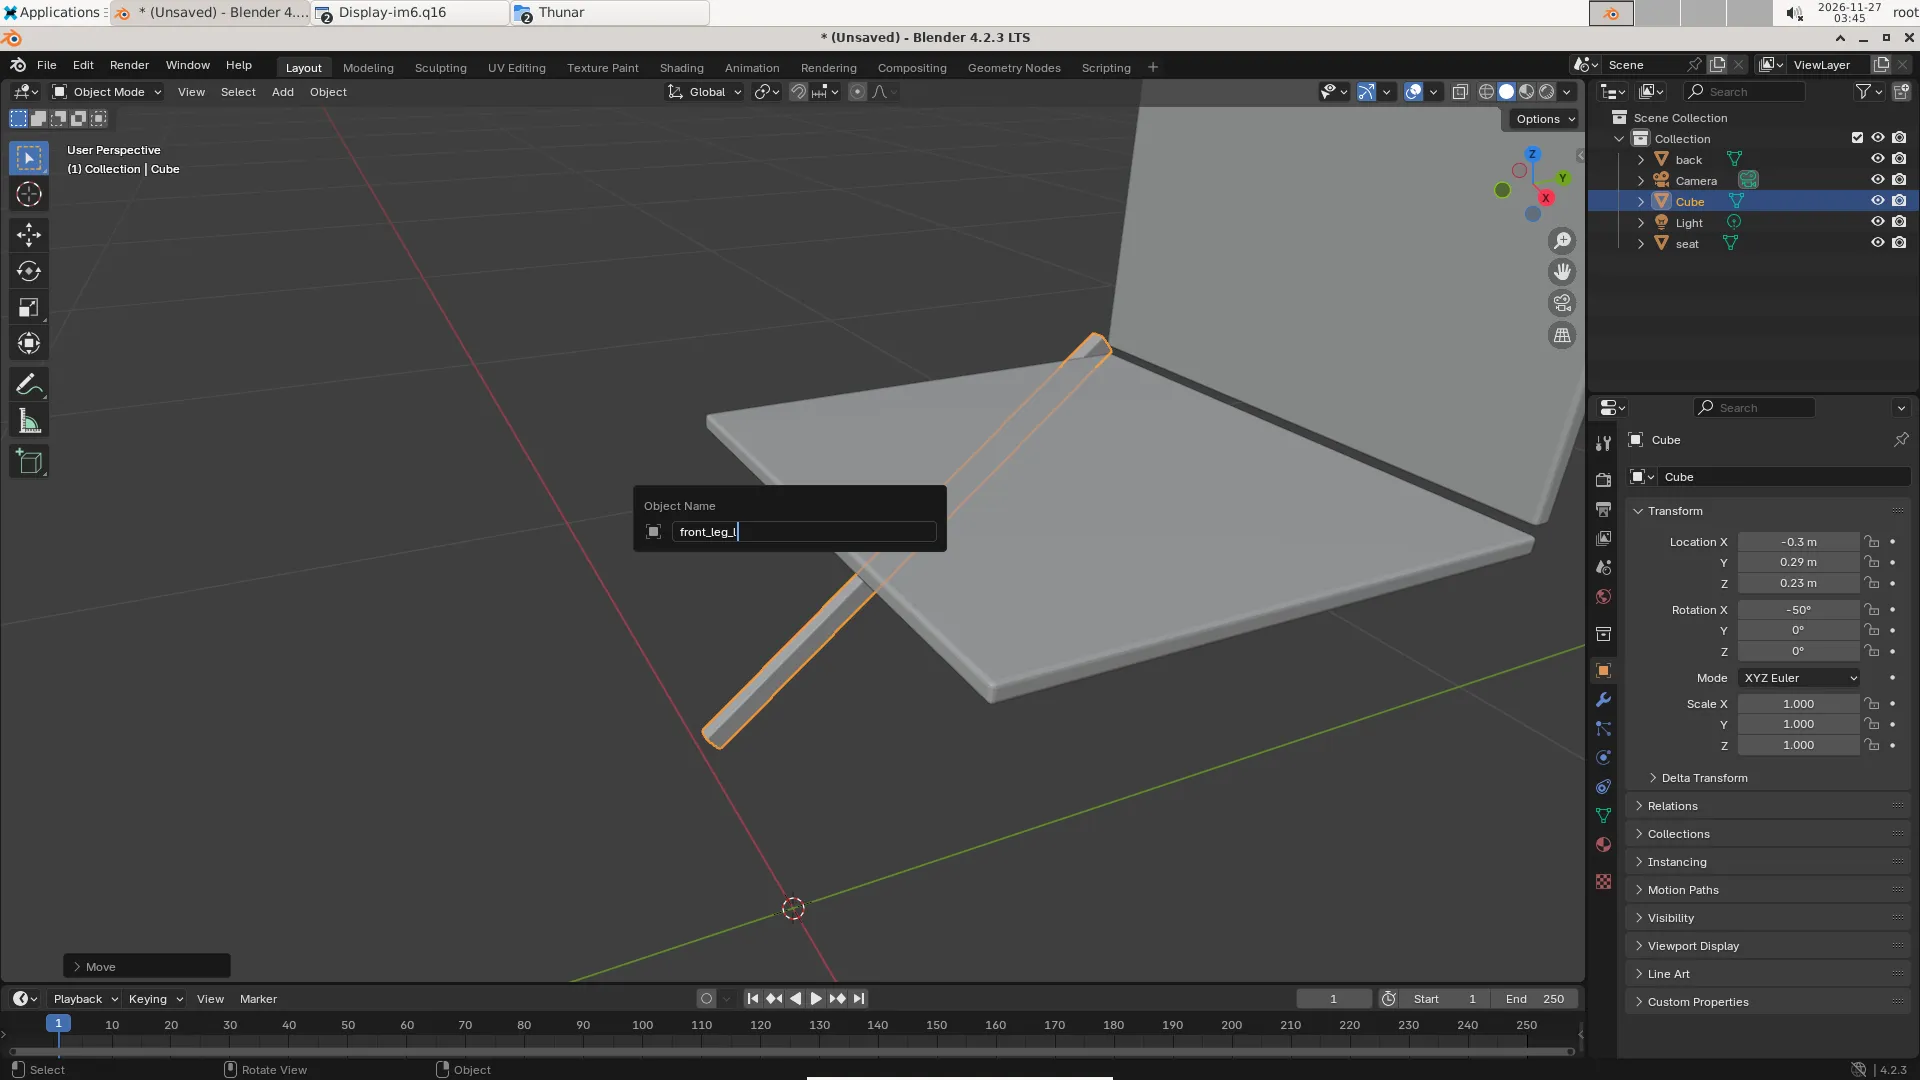 Applications
* (Unsaved) - Blender 4....
2
Display-im6.q16
2
Thunar
2026-11-27
03:45
root
* (Unsaved) - Blender 4.2.3 LTS
File
Edit
Render
Window
Help
Layout
Modeling
Sculpting
UV Editing
Texture Paint
Shading
Animation
Rendering
Compositing
Geometry Nodes
Scripting
Scene
ViewLayer
Object Mode
View
Select
Add
Object
Global
Search
Options
User Perspective
(1) Collection | Cube
Z
Y
X
Scene Collection
Collection
back
Camera
Cube
Light
seat
Object Name
front_leg_l
Search
Cube
Cube
Transform
Location X
-0.3 m
Y
0.29 m
Z
0.23 m
Rotation X
-50°
Y
0°
Z
0°
Mode
XYZ Euler
Scale X
1.000
Y
1.000
Z
1.000
Delta Transform
Relations
Collections
Instancing
Motion Paths
Visibility
Viewport Display
Line Art
Custom Properties
Move
Playback
Keying
View
Marker
1
Start
1
End
250
1
10
20
30
40
50
60
70
80
90
100
110
120
130
140
150
160
170
180
190
200
210
220
230
240
250
Select
Rotate View
Object
4.2.3